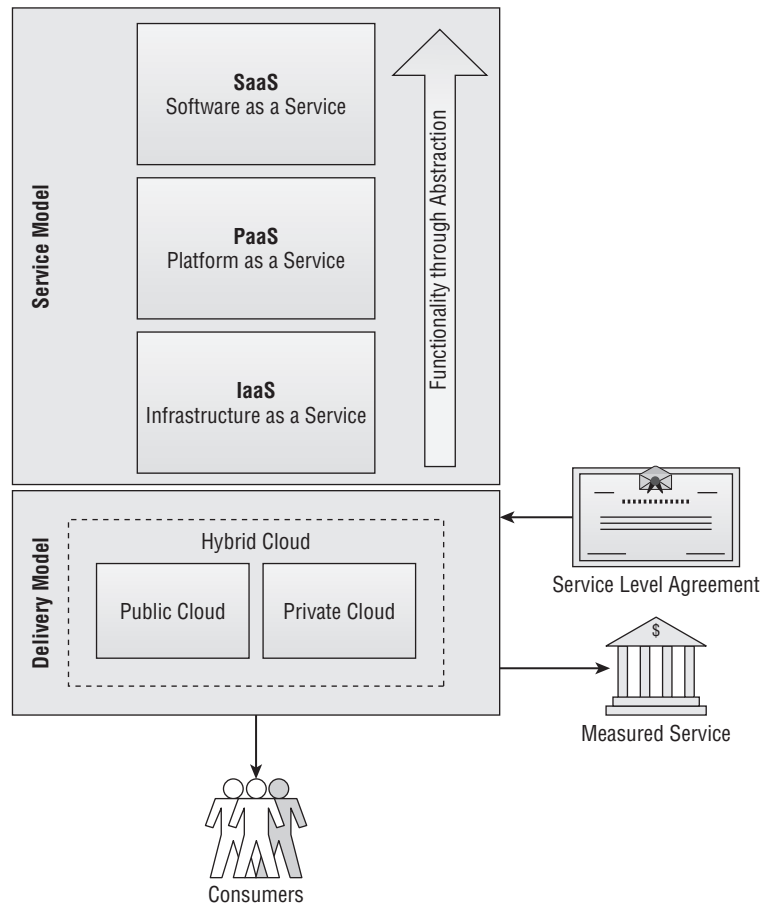 Service Model
SaaS
Software as a Service
PaaS
Platform as a Service
IaaS
Infrastructure as a Service
Functionality through Abstraction
Delivery Model
Hybrid Cloud
Public Cloud
Private Cloud
Service Level Agreement
$
Measured Service
Consumers